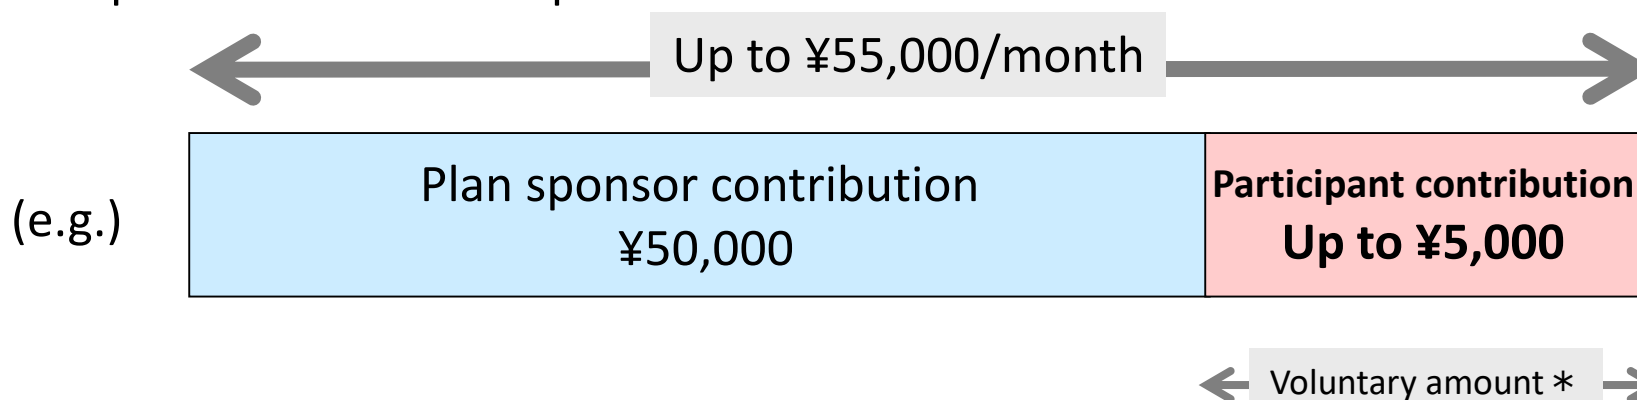 Up to ¥55,000/month
(e.g.)
Plan sponsor contribution
¥50,000
Participant contribution
Up to ¥5,000
Voluntary amount *